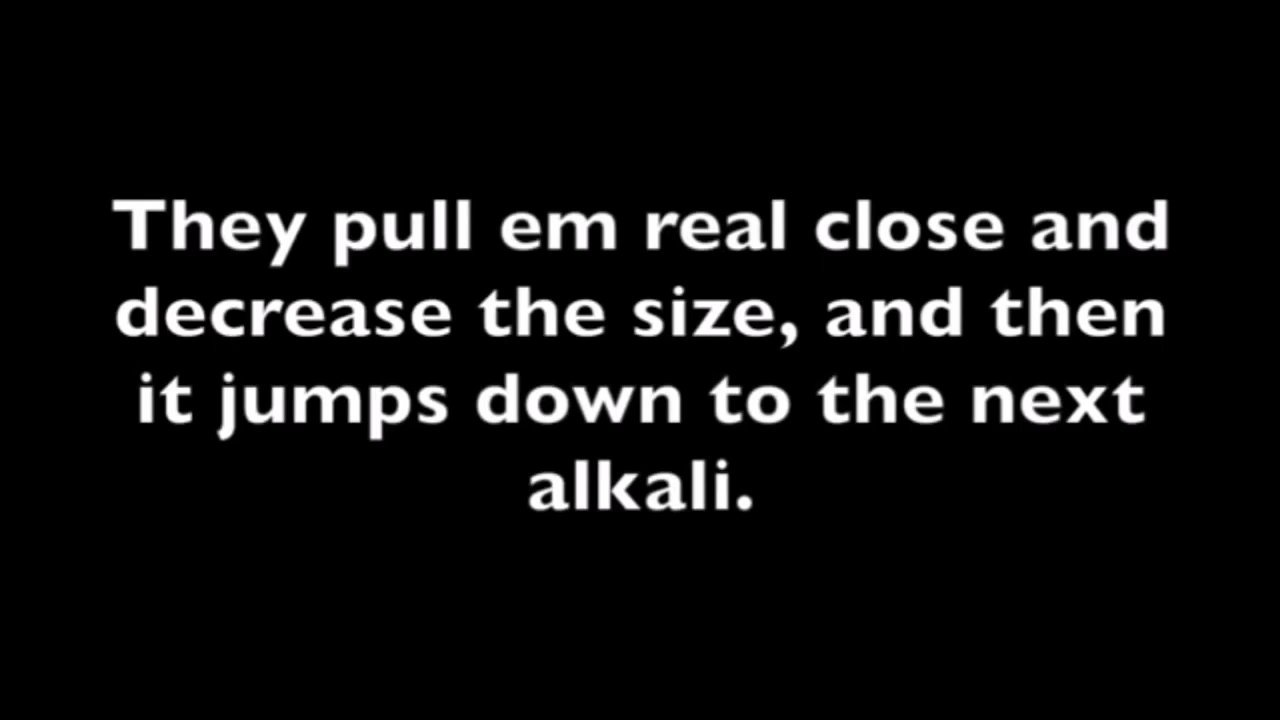 They pull em real close and
decrease the size, and then
it jumps down to the next
alkali.